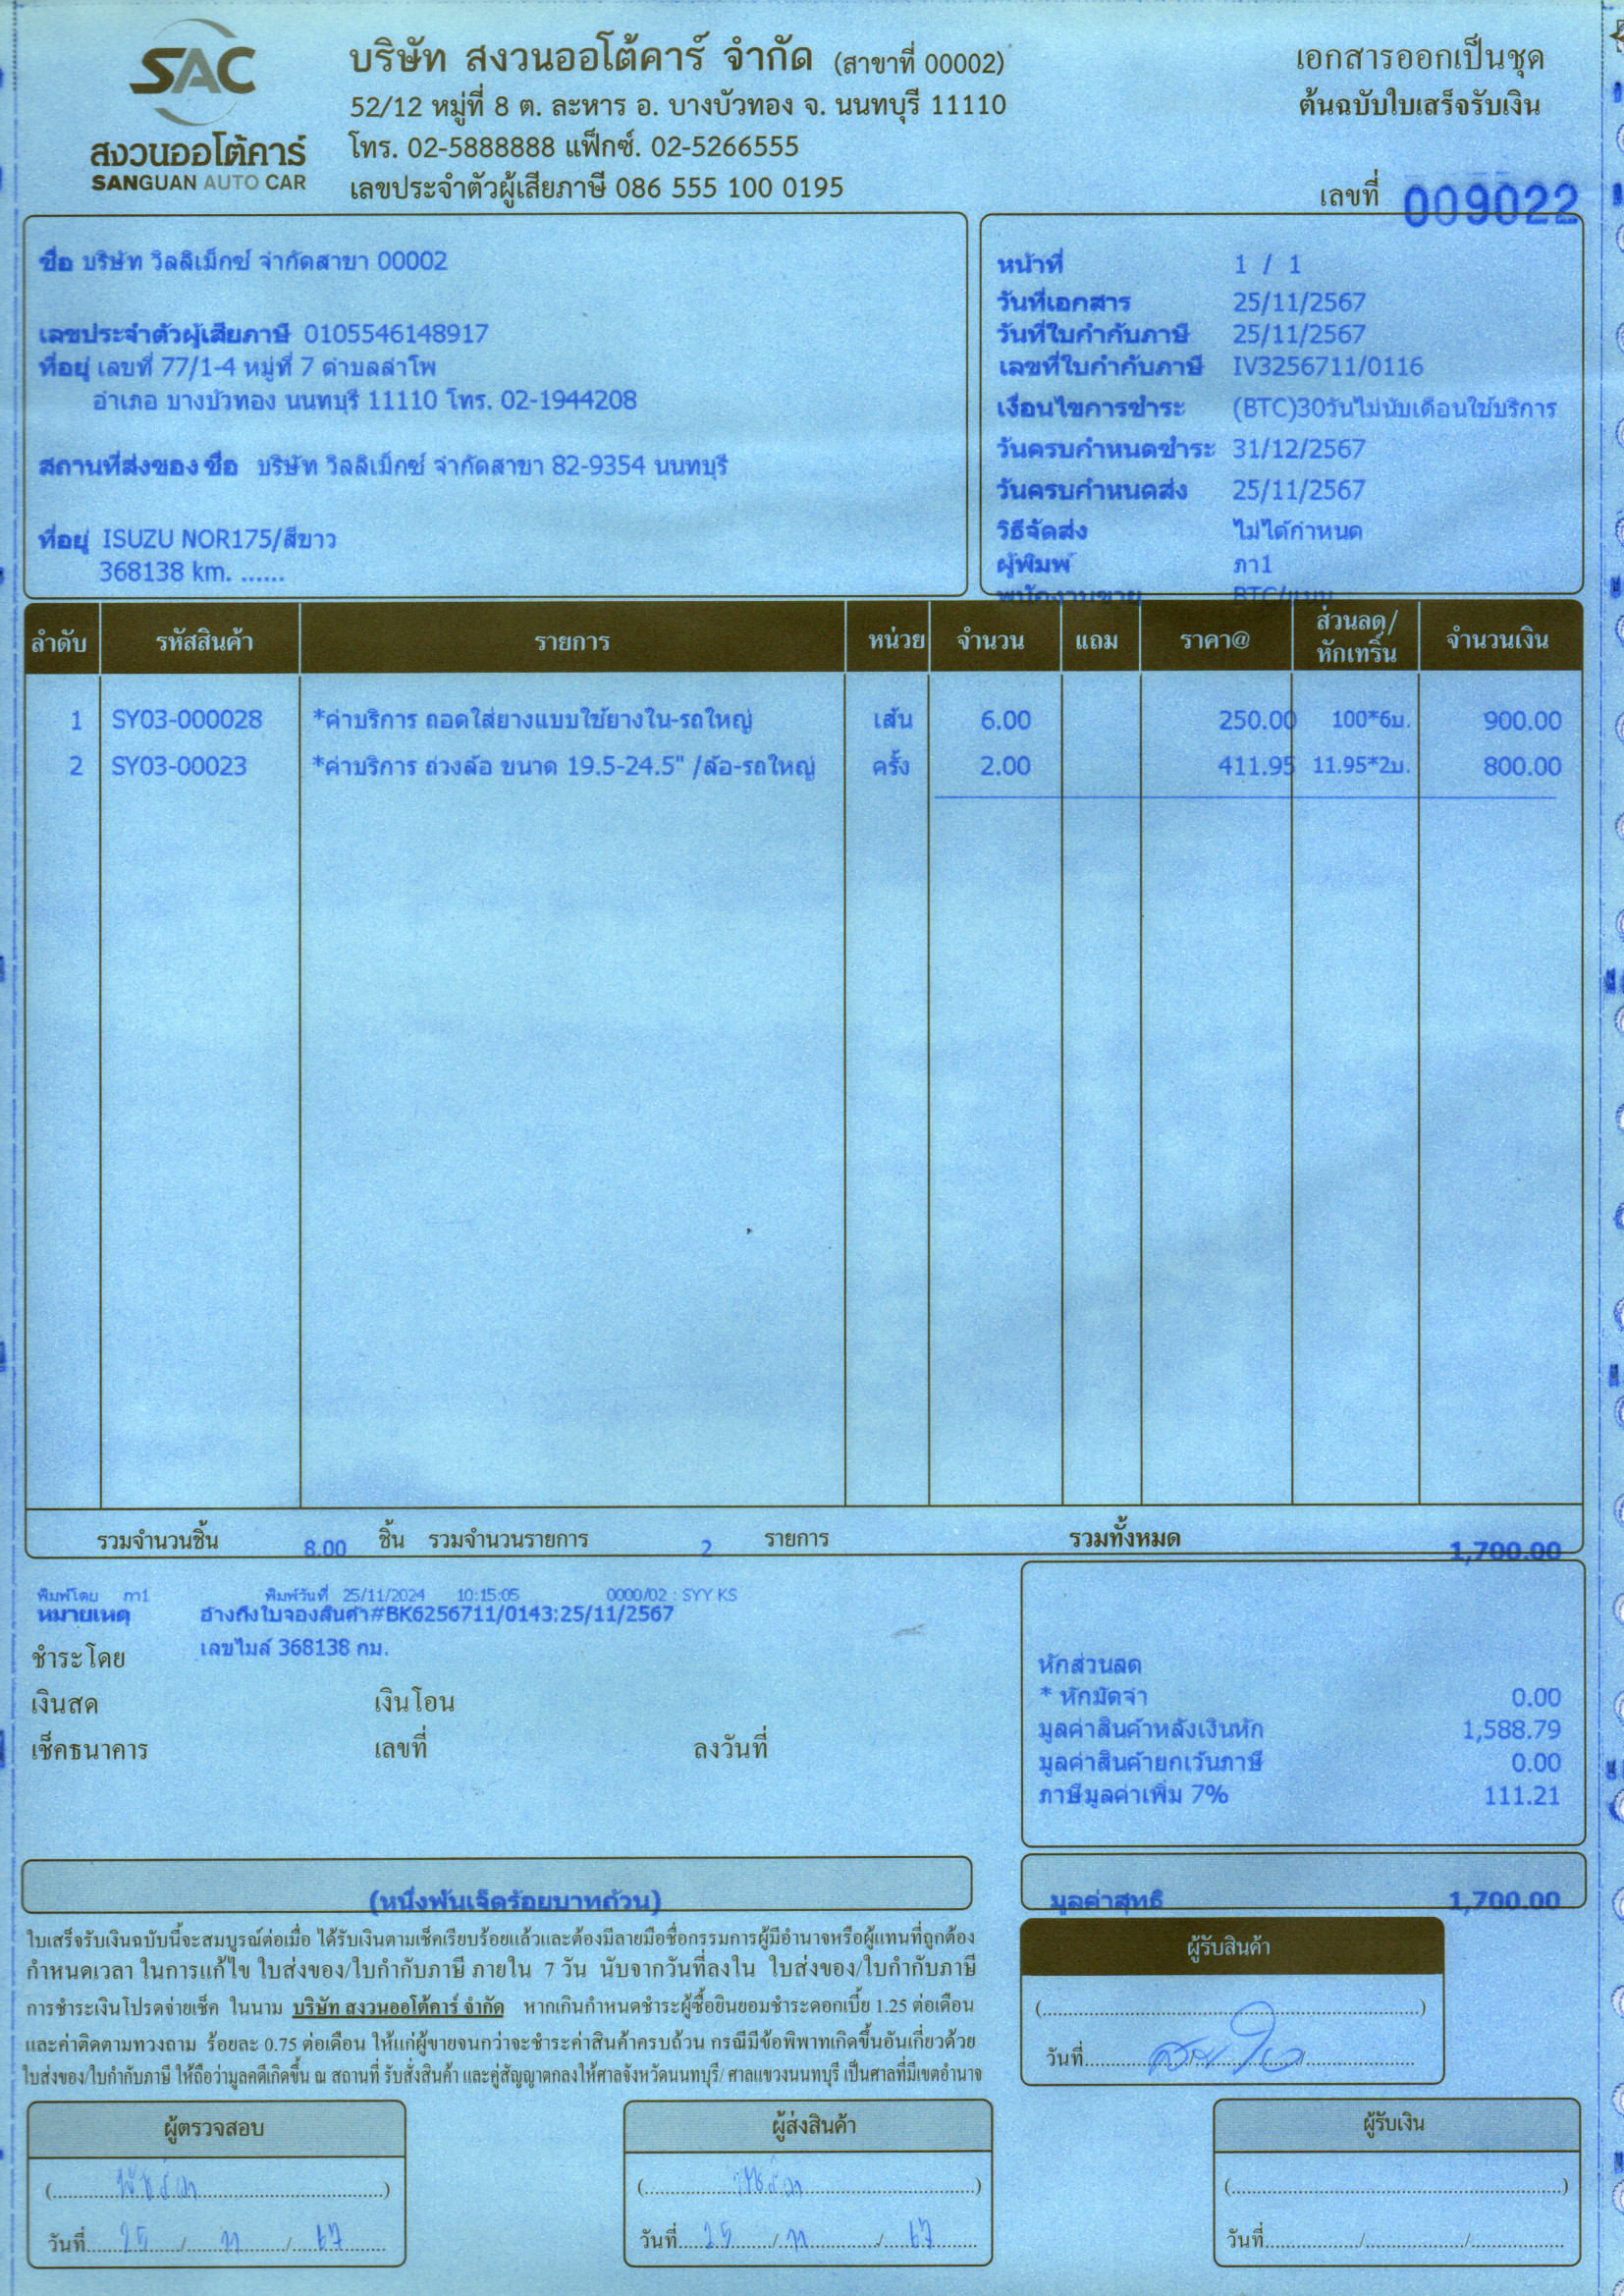 SAC
สงวนออโต้คาร์
SANGUAN AUTO CAR
บริษัท สงวนออโต้คาร์ จำกัด (สาขาที่ 00002)
52/12 หมู่ที่ 8 ต. ละหาร อ. บางบัวทอง จ. นนทบุรี 11110
โทร. 02-5888888 แฟ็กซ์. 02-5266555
เลขประจำตัวผู้เสียภาษี 086 555 100 0195
เอกสารออกเป็นชุด
ต้นฉบับใบเสร็จรับเงิน
เลขที่ 009022
ชื่อ บริษัท วิลลิเม็กซ์ จำกัดสาขา 00002
เลขประจำตัวผู้เสียภาษี 0105546148917
ที่อยู่ เลขที่ 77/1-4 หมู่ที่ 7 ตำบลลำโพ
อำเภอ บางบัวทอง นนทบุรี 11110 โทร. 02-1944208
สถานที่ส่งของ ชื่อ บริษัท วิลลิเม็กซ์ จำกัดสาขา 82-9354 นนทบุรี
ที่อยู่ ISUZU NOR175/สีขาว
368138 km. ......
หน้าที่ 1 / 1
วันที่เอกสาร 25/11/2567
วันที่ใบกำกับภาษี 25/11/2567
เลขที่ใบกำกับภาษี IV3256711/0116
เงื่อนไขการชำระ (BTC)30วันไม่นับเดือนใช้บริการ
วันครบกำหนดชำระ 31/12/2567
วันครบกำหนดส่ง 25/11/2567
วิธีจัดส่ง ไม่ได้กำหนด
ผู้พิมพ์ ภา1
พนักงานขาย BTC/แบม
ลำดับ รหัสสินค้า รายการ หน่วย จำนวน แถม ราคา@ ส่วนลด/หักเทริ์น จำนวนเงิน
1 SY03-000028 *ค่าบริการ ถอดใส่ยางแบบใช้ยางใน-รถใหญ่ เส้น 6.00 250.00 100*6บ. 900.00
2 SY03-00023 *ค่าบริการ ถ่วงล้อ ขนาด 19.5-24.5" /ล้อ-รถใหญ่ ครั้ง 2.00 411.95 11.95*2บ. 800.00
รวมจำนวนชิ้น 8.00 ชิ้น รวมจำนวนรายการ 2 รายการ รวมทั้งหมด 1,700.00
พิมพ์โดย ภา1 พิมพ์วันที่ 25/11/2024 10:15:05 0000/02 : SYY KS
หมายเหตุ อ้างถึงใบจองสินค้า#BK6256711/0143:25/11/2567
เลขไมล์ 368138 กม.
ชำระโดย
เงินสด เงินโอน
เช็คธนาคาร เลขที่ ลงวันที่
หักส่วนลด
* หักมัดจำ 0.00
มูลค่าสินค้าหลังเงินหัก 1,588.79
มูลค่าสินค้ายกเว้นภาษี 0.00
ภาษีมูลค่าเพิ่ม 7% 111.21
(หนึ่งพันเจ็ดร้อยบาทถ้วน)
มูลค่าสุทธิ 1,700.00
ใบเสร็จรับเงินฉบับนี้จะสมบูรณ์ต่อเมื่อ ได้รับเงินตามเช็คเรียบร้อยแล้วและต้องมีลายมือชื่อกรรมการผู้มีอำนาจหรือผู้แทนที่ถูกต้อง
กำหนดเวลา ในการแก้ไข ใบส่งของ/ใบกำกับภาษี ภายใน 7 วัน นับจากวันที่ลงใน ใบส่งของ/ใบกำกับภาษี
การชำระเงินโปรดจ่ายเช็ค ในนาม บริษัท สงวนออโต้คาร์ จำกัด หากเกินกำหนดชำระผู้ซื้อยินยอมชำระดอกเบี้ย 1.25 ต่อเดือน
และค่าติดตามทวงถาม ร้อยละ 0.75 ต่อเดือน ให้แก่ผู้ขายจนกว่าจะชำระค่าสินค้าครบถ้วน กรณีมีข้อพิพาทเกิดขึ้นอันเกี่ยวด้วย
ใบส่งของ/ใบกำกับภาษี ให้ถือว่ามูลคดีเกิดขึ้น ณ สถานที่ รับสั่งสินค้า และคู่สัญญาตกลงให้ศาลจังหวัดนนทบุรี/ ศาลแขวงนนทบุรี เป็นศาลที่มีเขตอำนาจ
ผู้รับสินค้า
วันที่
ผู้ตรวจสอบ
วันที่ 25 / 11 / 67
ผู้ส่งสินค้า
วันที่ 25 / 11 / 67
ผู้รับเงิน
วันที่ / /